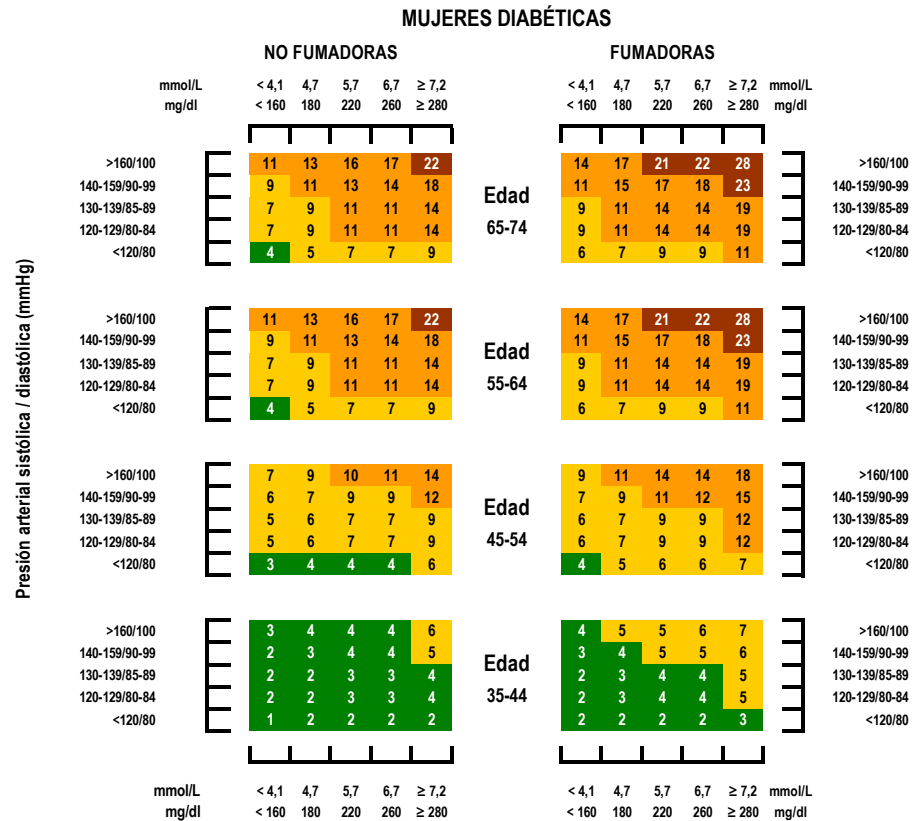 MUJERES DIABÉTICAS
NO FUMADORAS FUMADORAS
mmol/L < 4,1 4,7 5,7 6,7 ≥ 7,2 < 4,1 4,7 5,7 6,7 ≥ 7,2 mmol/L
mg/dl < 160 180 220 260 ≥ 280 < 160 180 220 260 ≥ 280 mg/dl
Presión arterial sistólica / diastólica (mmHg)
>160/100 11 13 16 17 22 14 17 21 22 28 >160/100
140-159/90-99 9 11 13 14 18 Edad 11 15 17 18 23 140-159/90-99
130-139/85-89 7 9 11 11 14 65-74 9 11 14 14 19 130-139/85-89
120-129/80-84 7 9 11 11 14 9 11 14 14 19 120-129/80-84
<120/80 4 5 7 7 9 6 7 9 9 11 <120/80
>160/100 11 13 16 17 22 14 17 21 22 28 >160/100
140-159/90-99 9 11 13 14 18 Edad 11 15 17 18 23 140-159/90-99
130-139/85-89 7 9 11 11 14 55-64 9 11 14 14 19 130-139/85-89
120-129/80-84 7 9 11 11 14 9 11 14 14 19 120-129/80-84
<120/80 4 5 7 7 9 6 7 9 9 11 <120/80
>160/100 7 9 10 11 14 9 11 14 14 18 >160/100
140-159/90-99 6 7 9 9 12 Edad 7 9 11 12 15 140-159/90-99
130-139/85-89 5 6 7 7 9 45-54 6 7 9 9 12 130-139/85-89
120-129/80-84 5 6 7 7 9 6 7 9 9 12 120-129/80-84
<120/80 3 4 4 4 6 4 5 6 6 7 <120/80
>160/100 3 4 4 4 6 4 5 5 6 7 >160/100
140-159/90-99 2 3 4 4 5 Edad 3 4 5 5 6 140-159/90-99
130-139/85-89 2 2 3 3 4 35-44 2 3 4 4 5 130-139/85-89
120-129/80-84 2 2 3 3 4 2 3 4 4 5 120-129/80-84
<120/80 1 2 2 2 2 2 2 2 2 3 <120/80
mmol/L < 4,1 4,7 5,7 6,7 ≥ 7,2 < 4,1 4,7 5,7 6,7 ≥ 7,2 mmol/L
mg/dl < 160 180 220 260 ≥ 280 < 160 180 220 260 ≥ 280 mg/dl